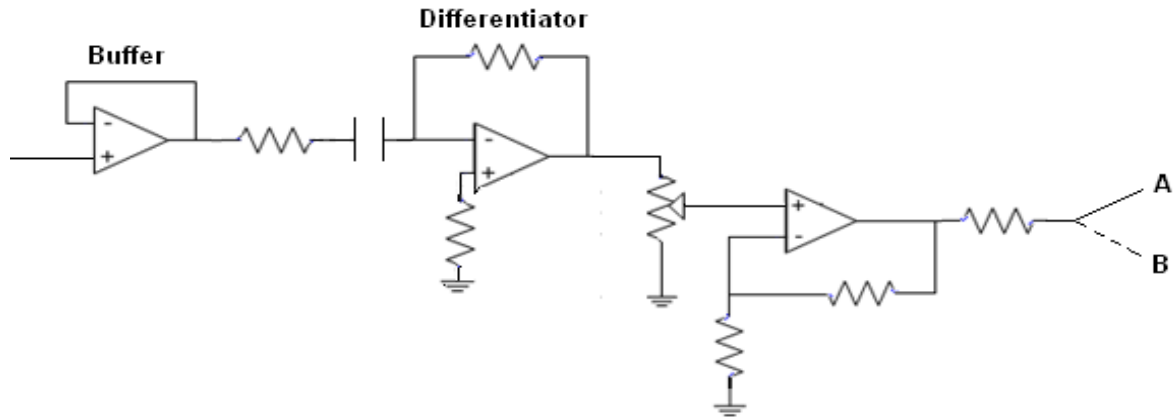 Differentiator
Buffer
-
+
-
+
+
-
A
B